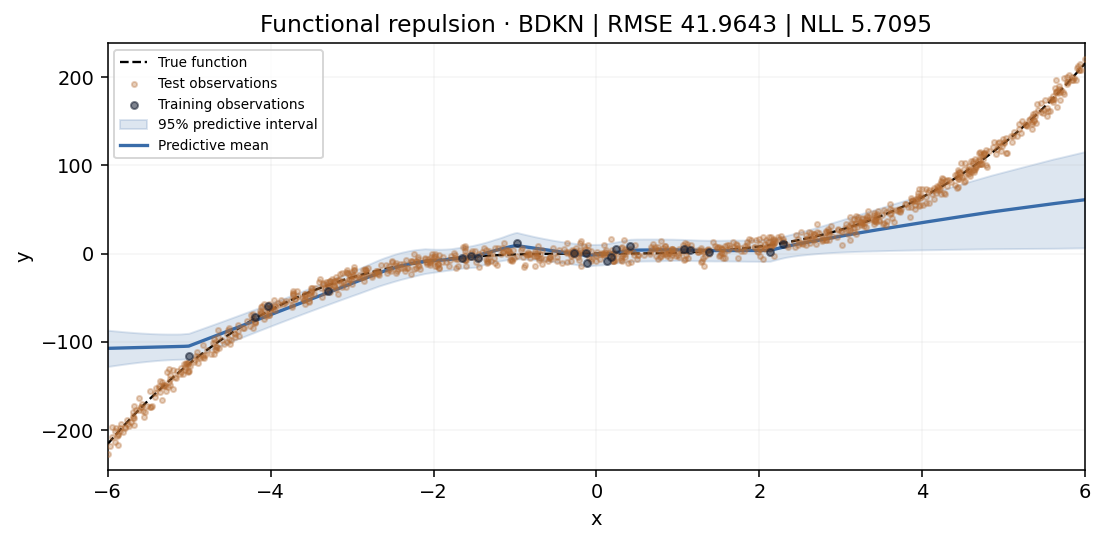 Functional repulsion · BDKN | RMSE 41.9643 | NLL 5.7095
True function
Test observations
Training observations
95% predictive interval
Predictive mean
200
100
0
−100
−200
y
−6 −4 −2 0 2 4 6
x